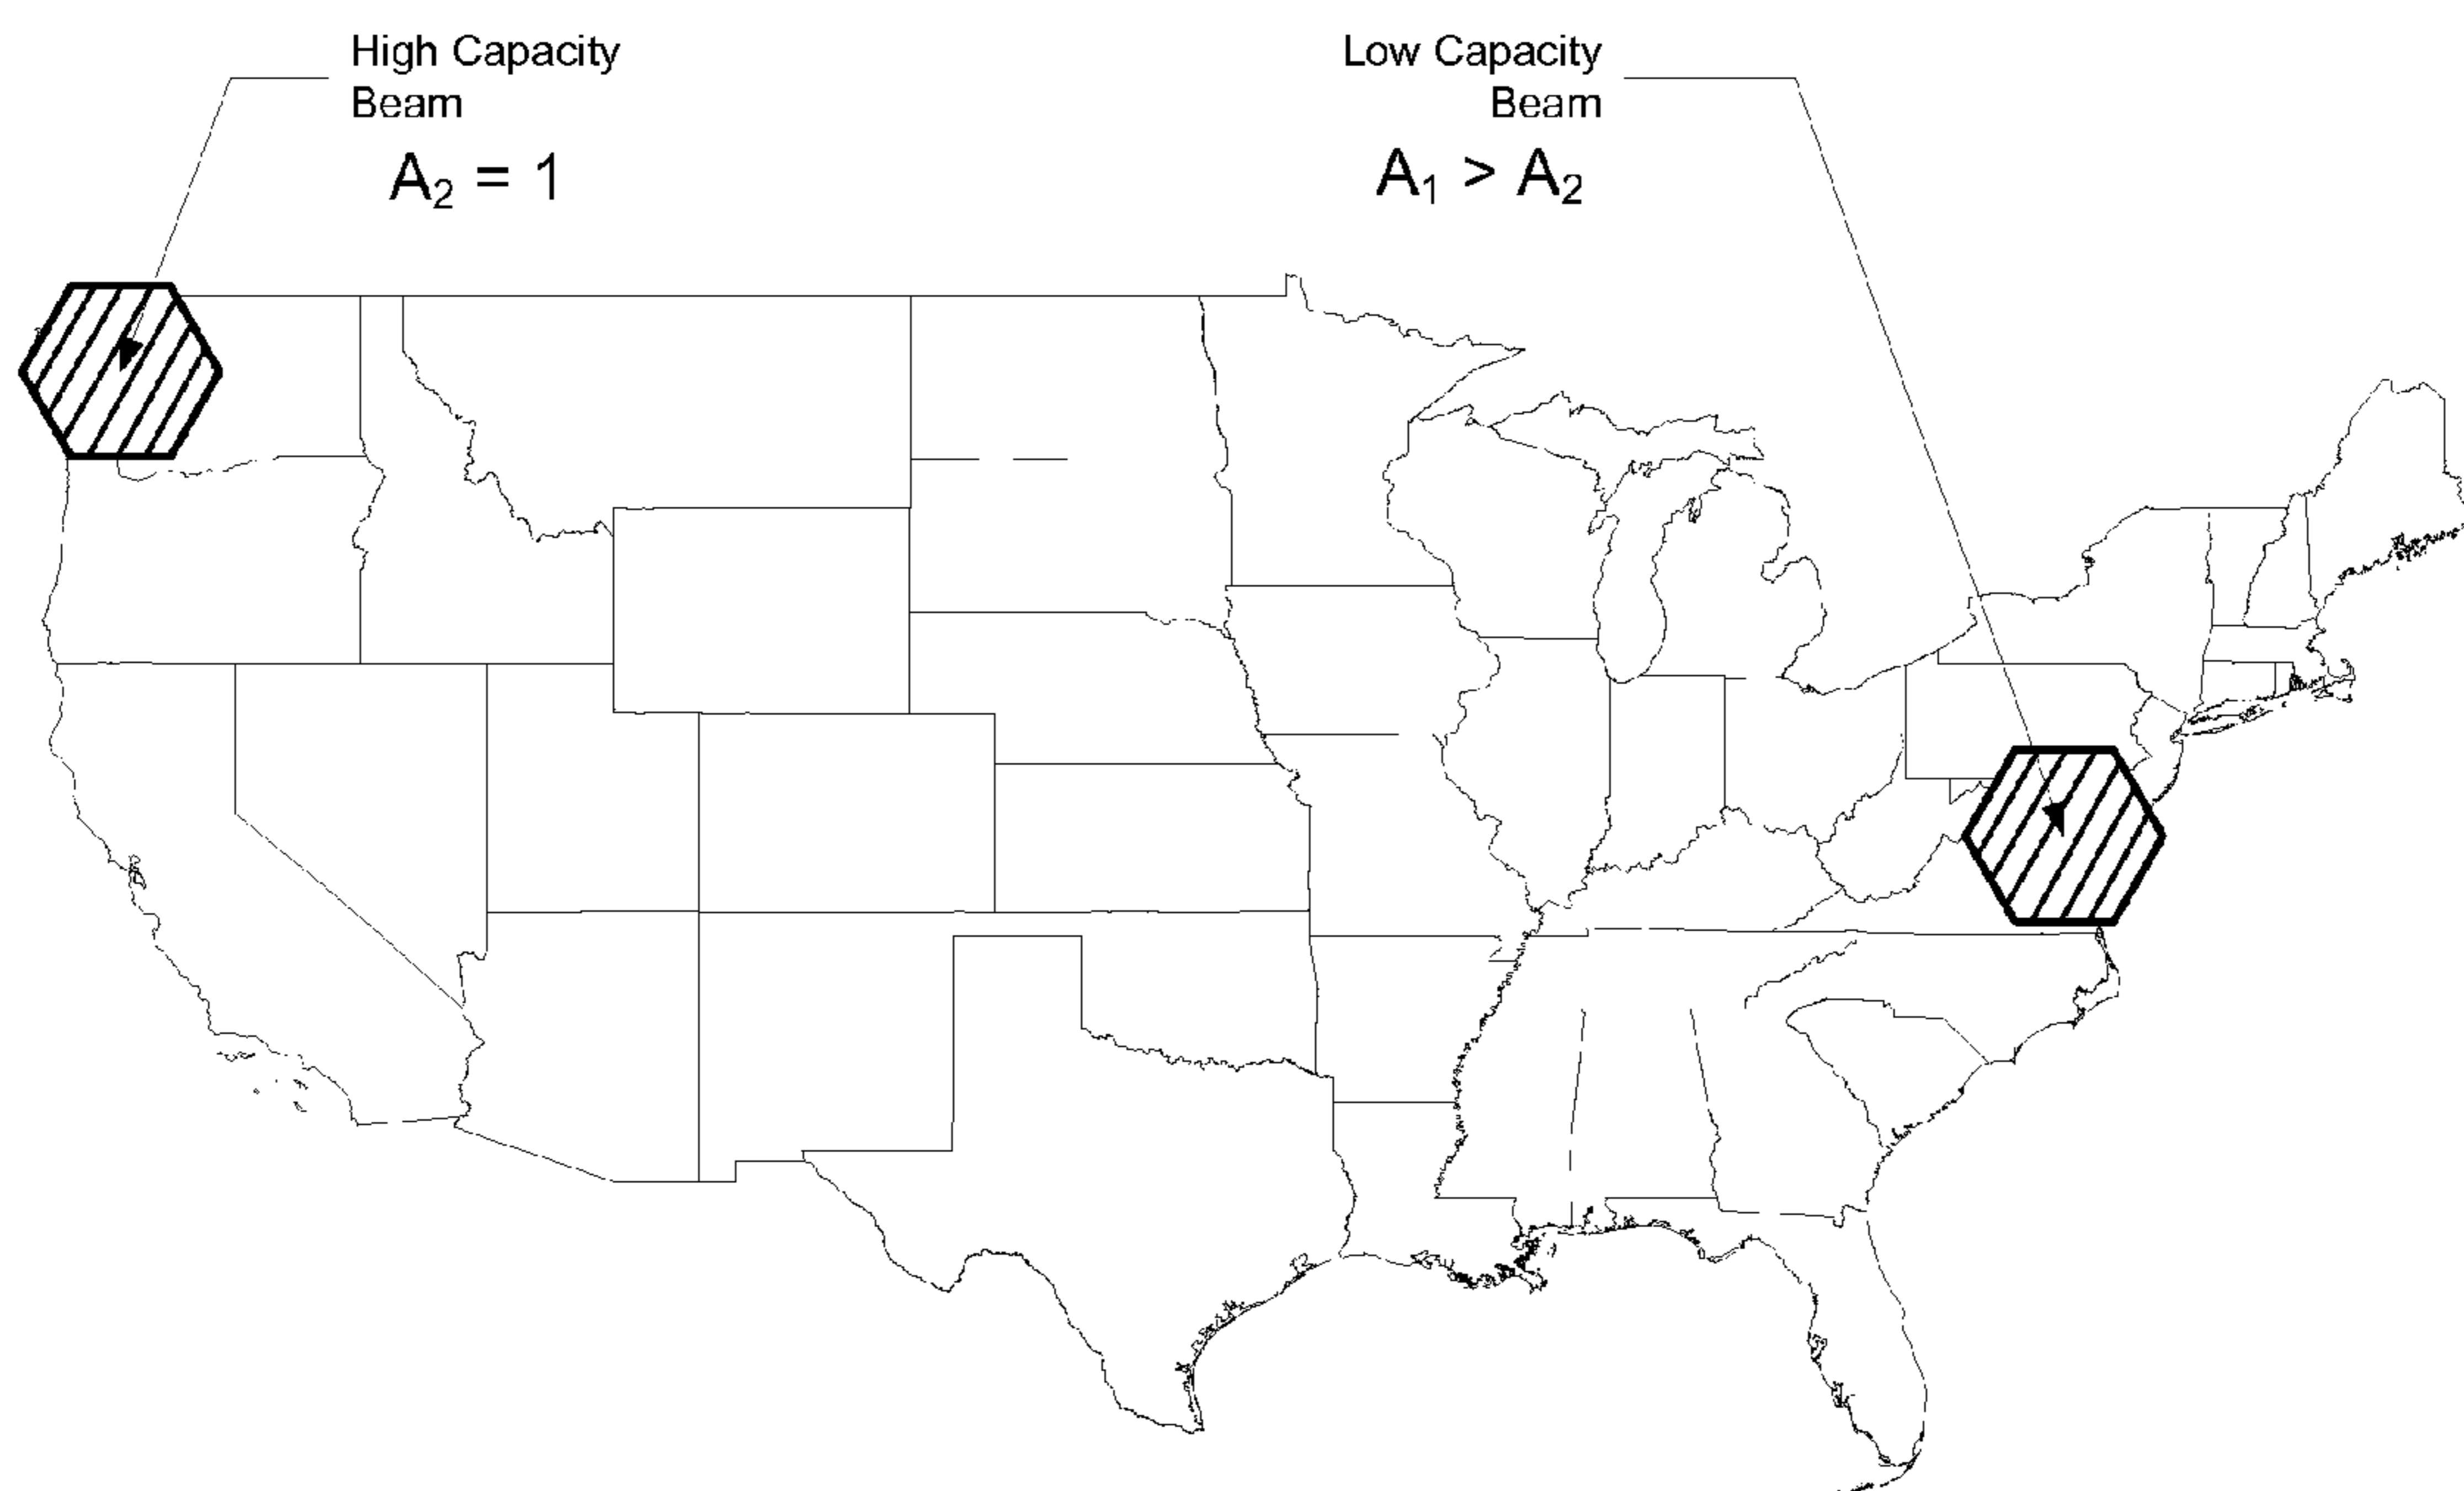 High Capacity
Beam
A₂ = 1
Low Capacity
Beam
A₁ > A₂